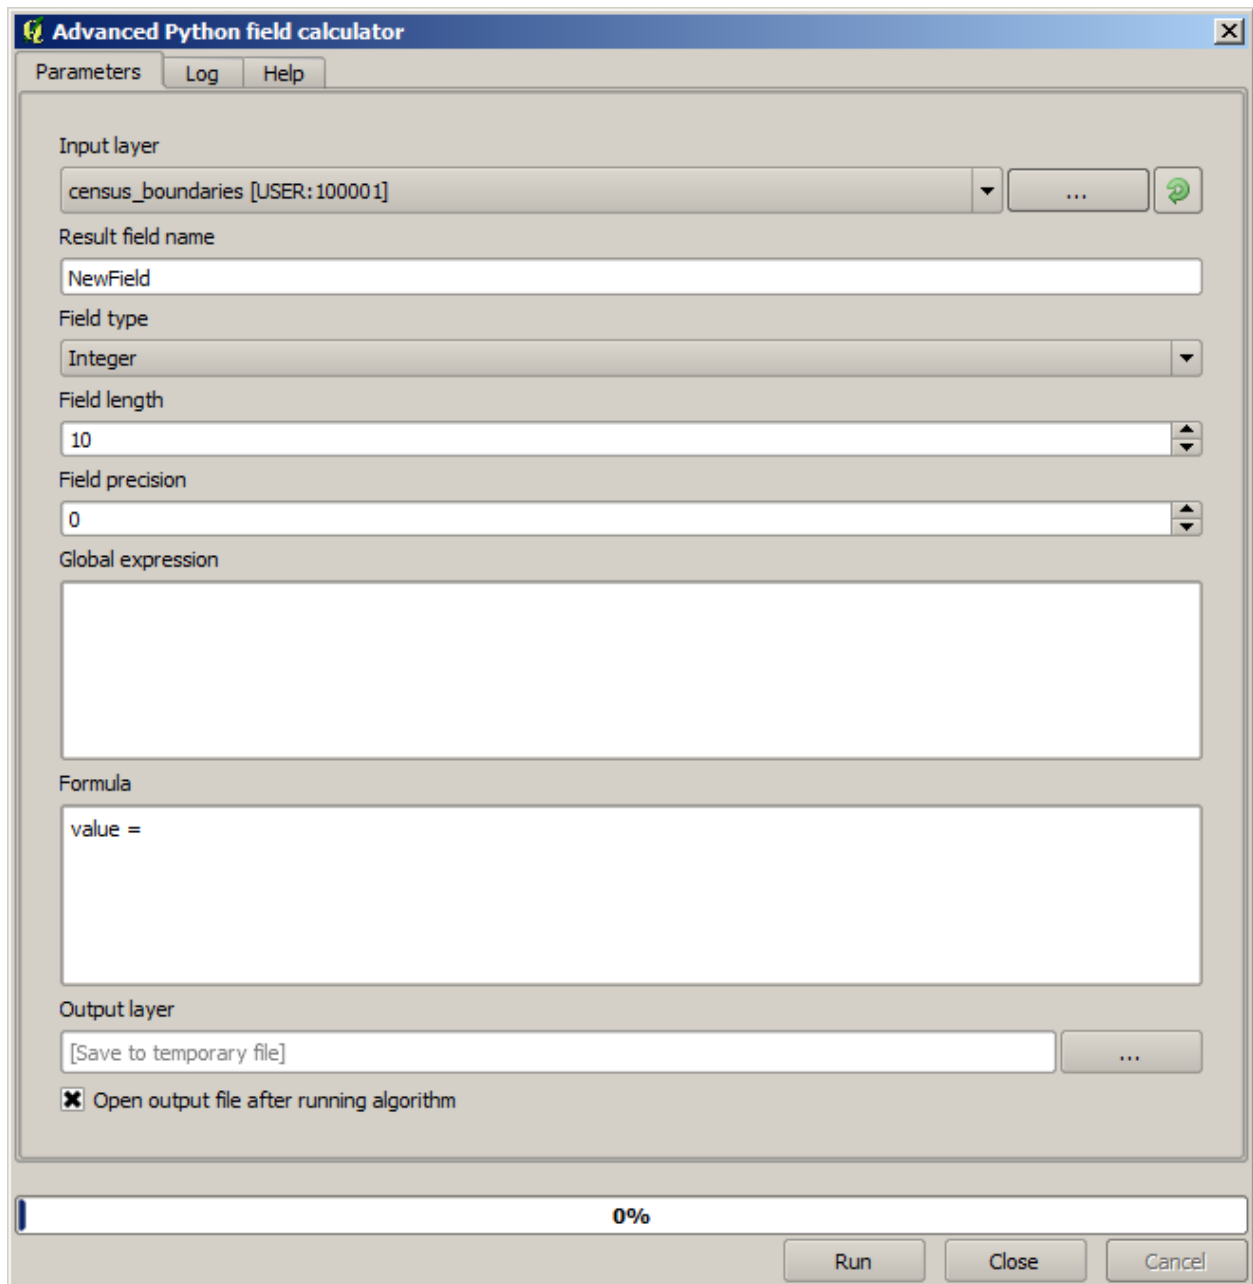 Advanced Python field calculator
Parameters Log Help
Input layer
census_boundaries [USER:100001]
...
Result field name
NewField
Field type
Integer
Field length
10
Field precision
0
Global expression
Formula
value =
Output layer
[Save to temporary file]
...
Open output file after running algorithm
0%
Run Close Cancel